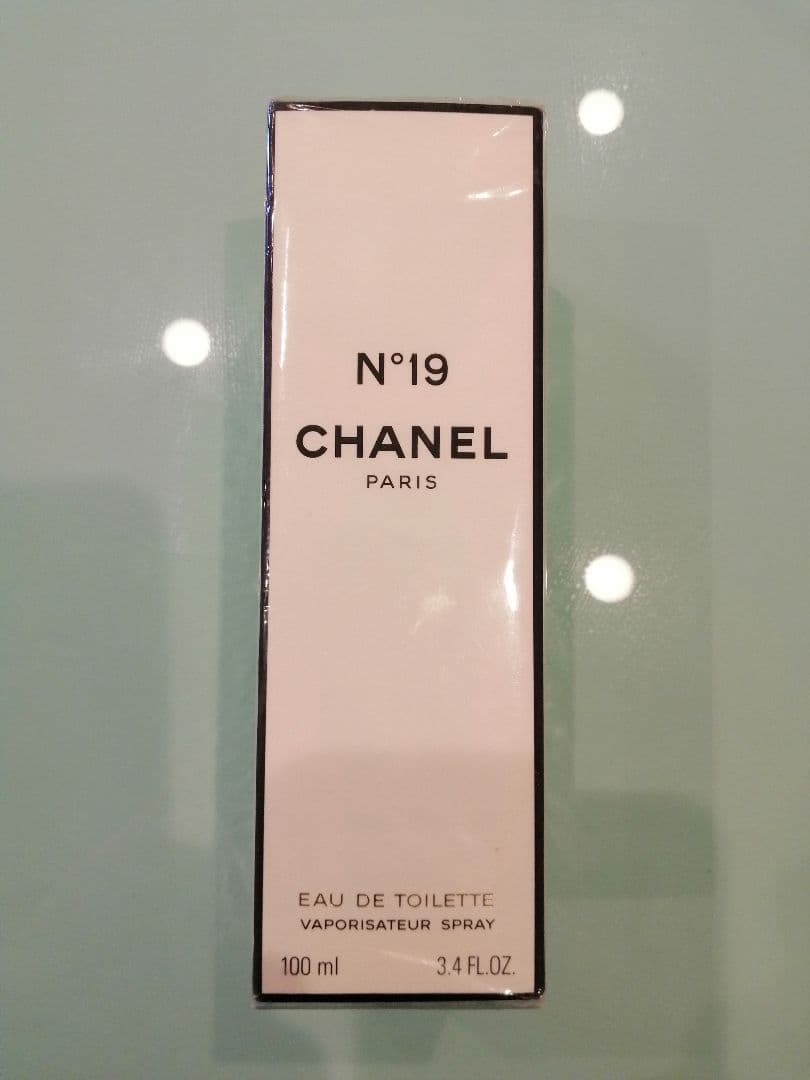 N°19
CHANEL
PARIS
EAU DE TOILETTE
VAPORISATEUR SPRAY
100 ml 3.4 FL.OZ.